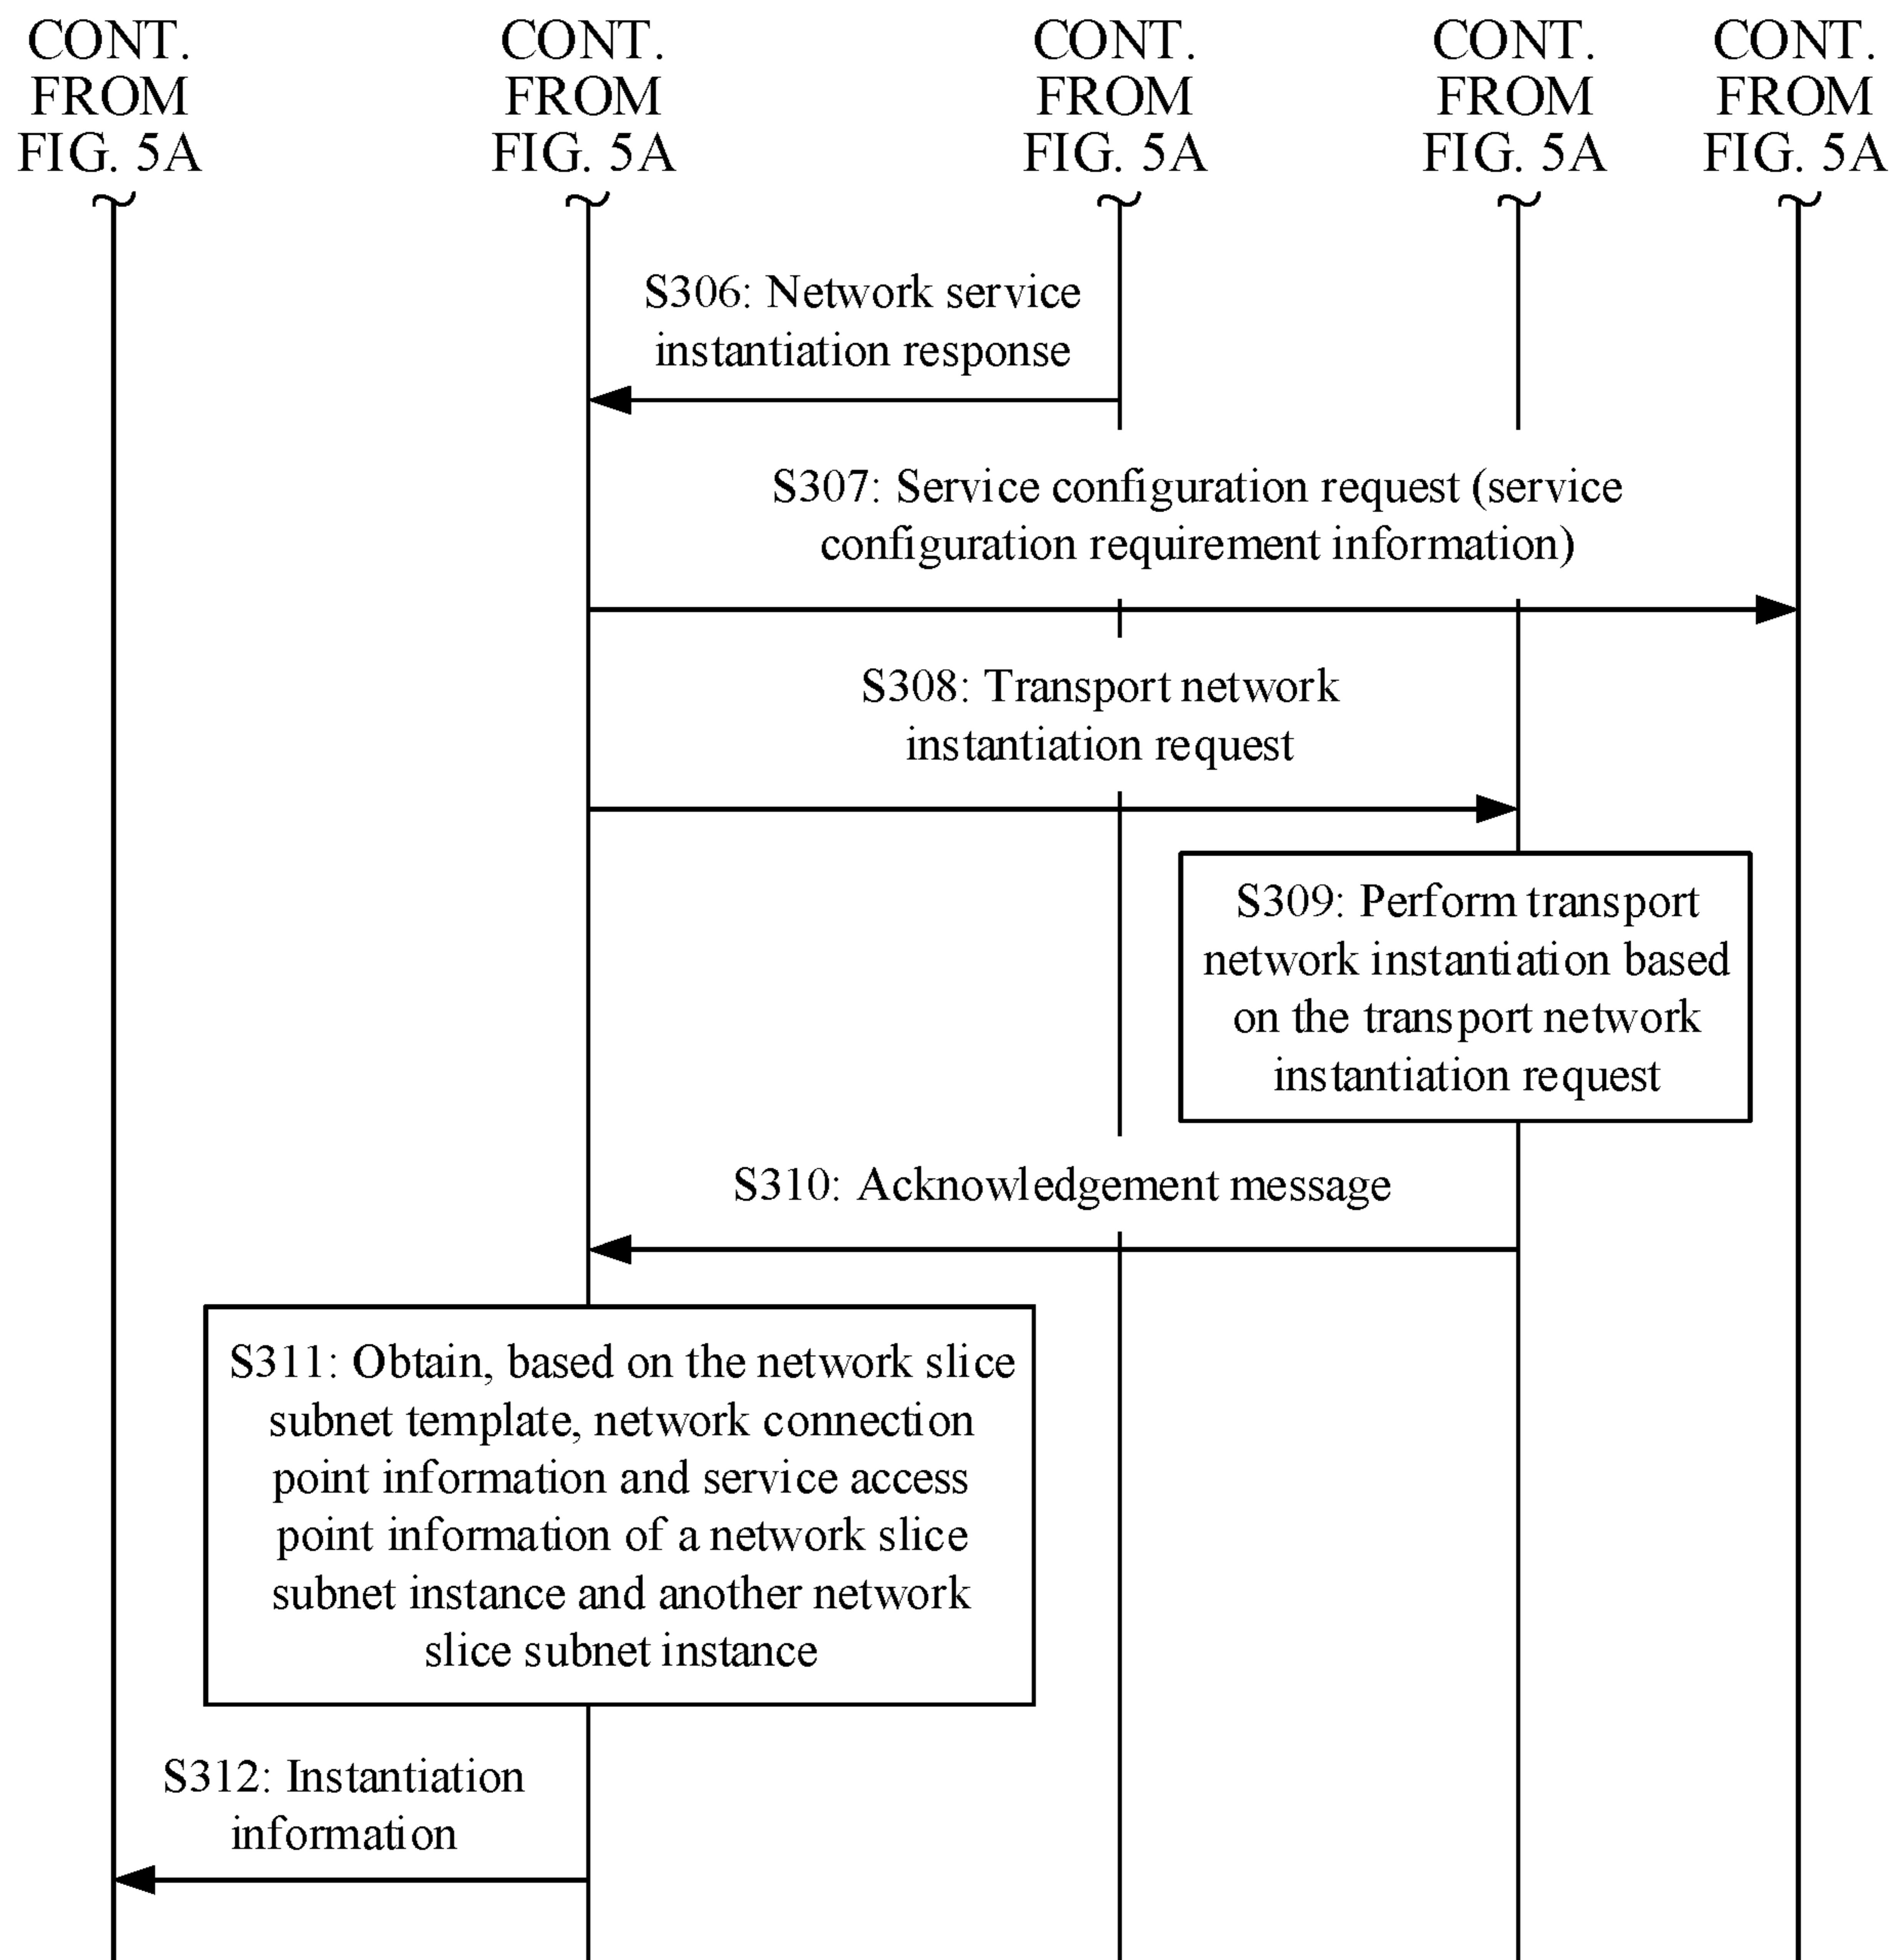 CONT.
FROM
FIG. 5A
CONT.
FROM
FIG. 5A
CONT.
FROM
FIG. 5A
CONT.
FROM
FIG. 5A
CONT.
FROM
FIG. 5A
S306: Network service
instantiation response
S307: Service configuration request (service
configuration requirement information)
S308: Transport network
instantiation request
S309: Perform transport
network instantiation based
on the transport network
instantiation request
S310: Acknowledgement message
S311: Obtain, based on the network slice
subnet template, network connection
point information and service access
point information of a network slice
subnet instance and another network
slice subnet instance
S312: Instantiation
information